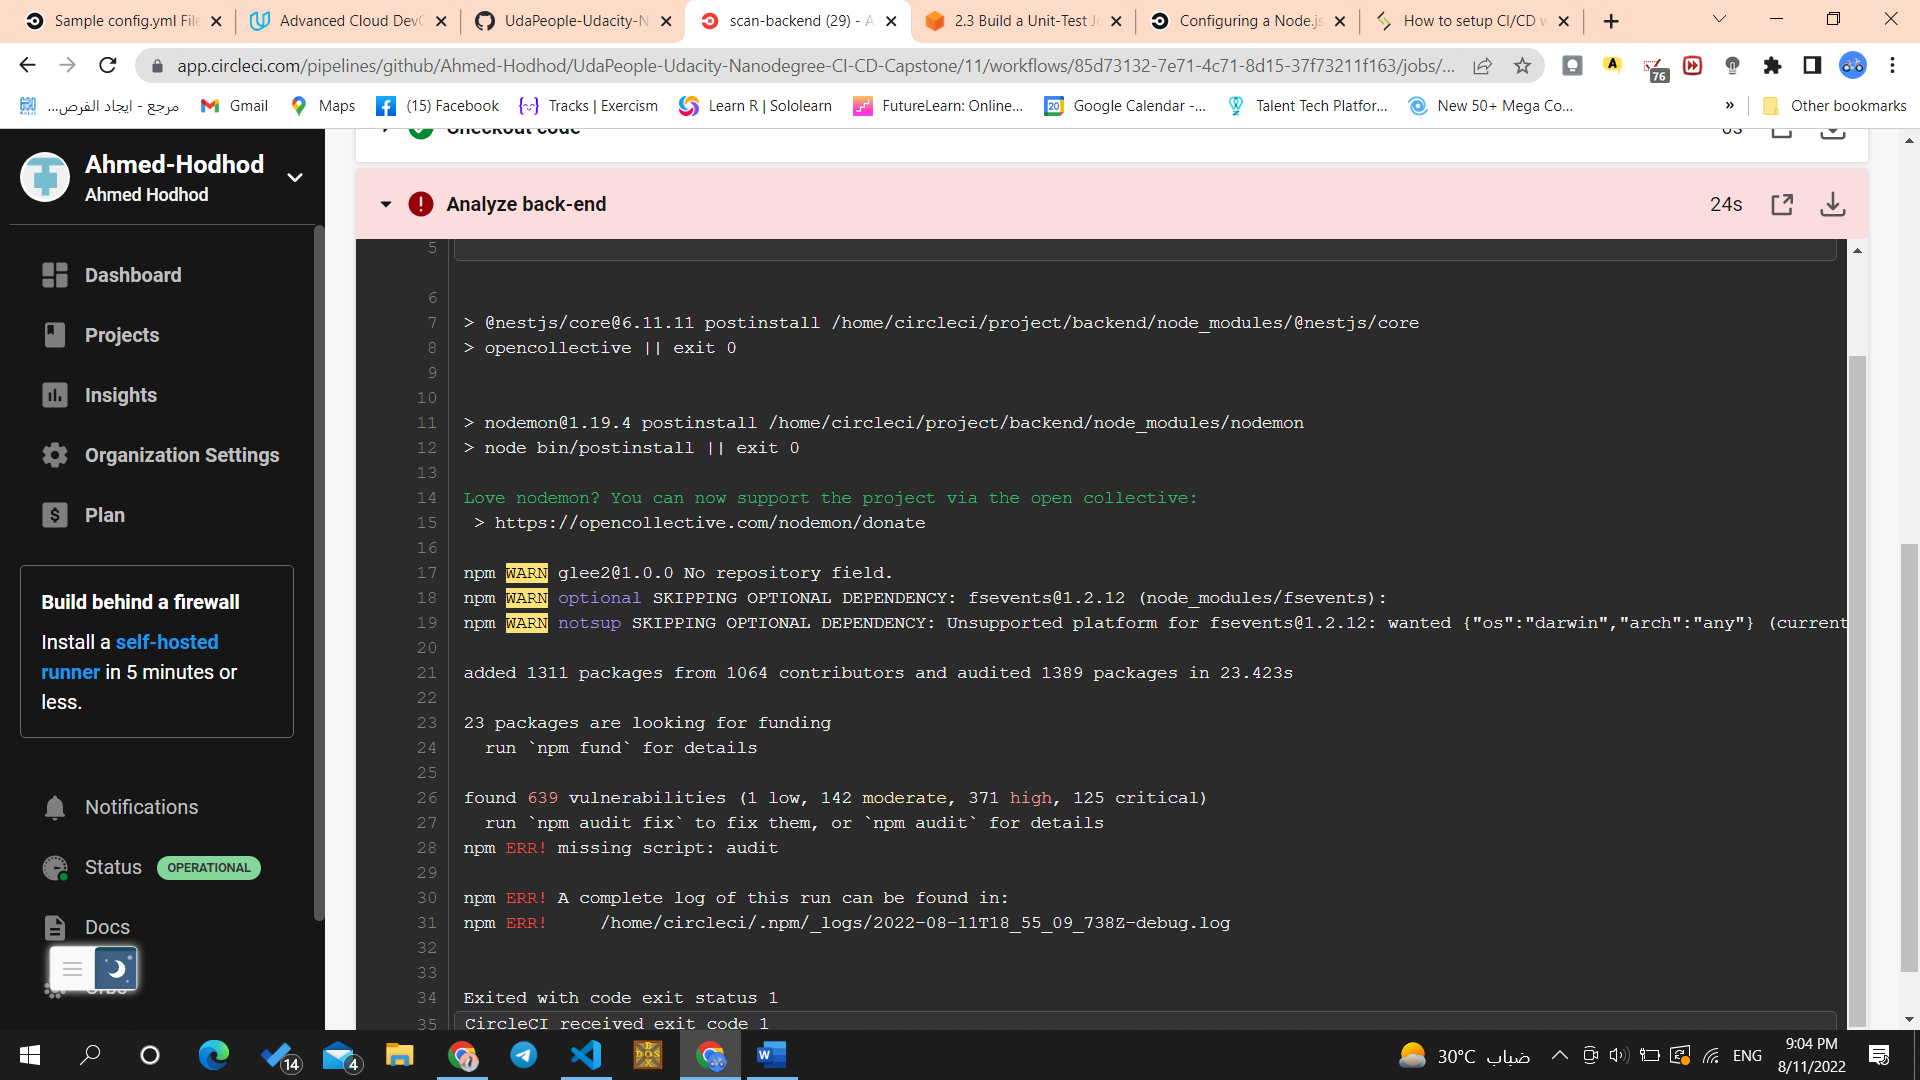 Sample config.yml File
Advanced Cloud DevO
UdaPeople-Udacity-N
scan-backend (29) - A
2.3 Build a Unit-Test Jo
Configuring a Node.js
How to setup CI/CD w
app.circleci.com/pipelines/github/Ahmed-Hodhod/UdaPeople-Udacity-Nanodegree-CI-CD-Capstone/11/workflows/85d73132-7e71-4c71-8d15-37f73211f163/jobs/...
76
مرجع - ايجاد الفرص...
Gmail
Maps
(15) Facebook
Tracks | Exercism
Learn R | Sololearn
FutureLearn: Online...
Google Calendar -...
Talent Tech Platfor...
New 50+ Mega Co...
»
Other bookmarks
Ahmed-Hodhod
Ahmed Hodhod
Dashboard
Projects
Insights
Organization Settings
Plan
Build behind a firewall
Install a self-hosted
runner in 5 minutes or
less.
Notifications
Status OPERATIONAL
Docs
Orbs
Checkout code 0s
Analyze back-end 24s
5
6
7 > @nestjs/core@6.11.11 postinstall /home/circleci/project/backend/node_modules/@nestjs/core
8 > opencollective || exit 0
9
10
11 > nodemon@1.19.4 postinstall /home/circleci/project/backend/node_modules/nodemon
12 > node bin/postinstall || exit 0
13
14 Love nodemon? You can now support the project via the open collective:
15 > https://opencollective.com/nodemon/donate
16
17 npm WARN glee2@1.0.0 No repository field.
18 npm WARN optional SKIPPING OPTIONAL DEPENDENCY: fsevents@1.2.12 (node_modules/fsevents):
19 npm WARN notsup SKIPPING OPTIONAL DEPENDENCY: Unsupported platform for fsevents@1.2.12: wanted {"os":"darwin","arch":"any"} (current
20
21 added 1311 packages from 1064 contributors and audited 1389 packages in 23.423s
22
23 23 packages are looking for funding
24 run `npm fund` for details
25
26 found 639 vulnerabilities (1 low, 142 moderate, 371 high, 125 critical)
27 run `npm audit fix` to fix them, or `npm audit` for details
28 npm ERR! missing script: audit
29
30 npm ERR! A complete log of this run can be found in:
31 npm ERR! /home/circleci/.npm/_logs/2022-08-11T18_55_09_738Z-debug.log
32
33
34 Exited with code exit status 1
35 CircleCI received exit code 1
14
4
DOS
BOX
30°C ضباب
ENG
9:04 PM
8/11/2022